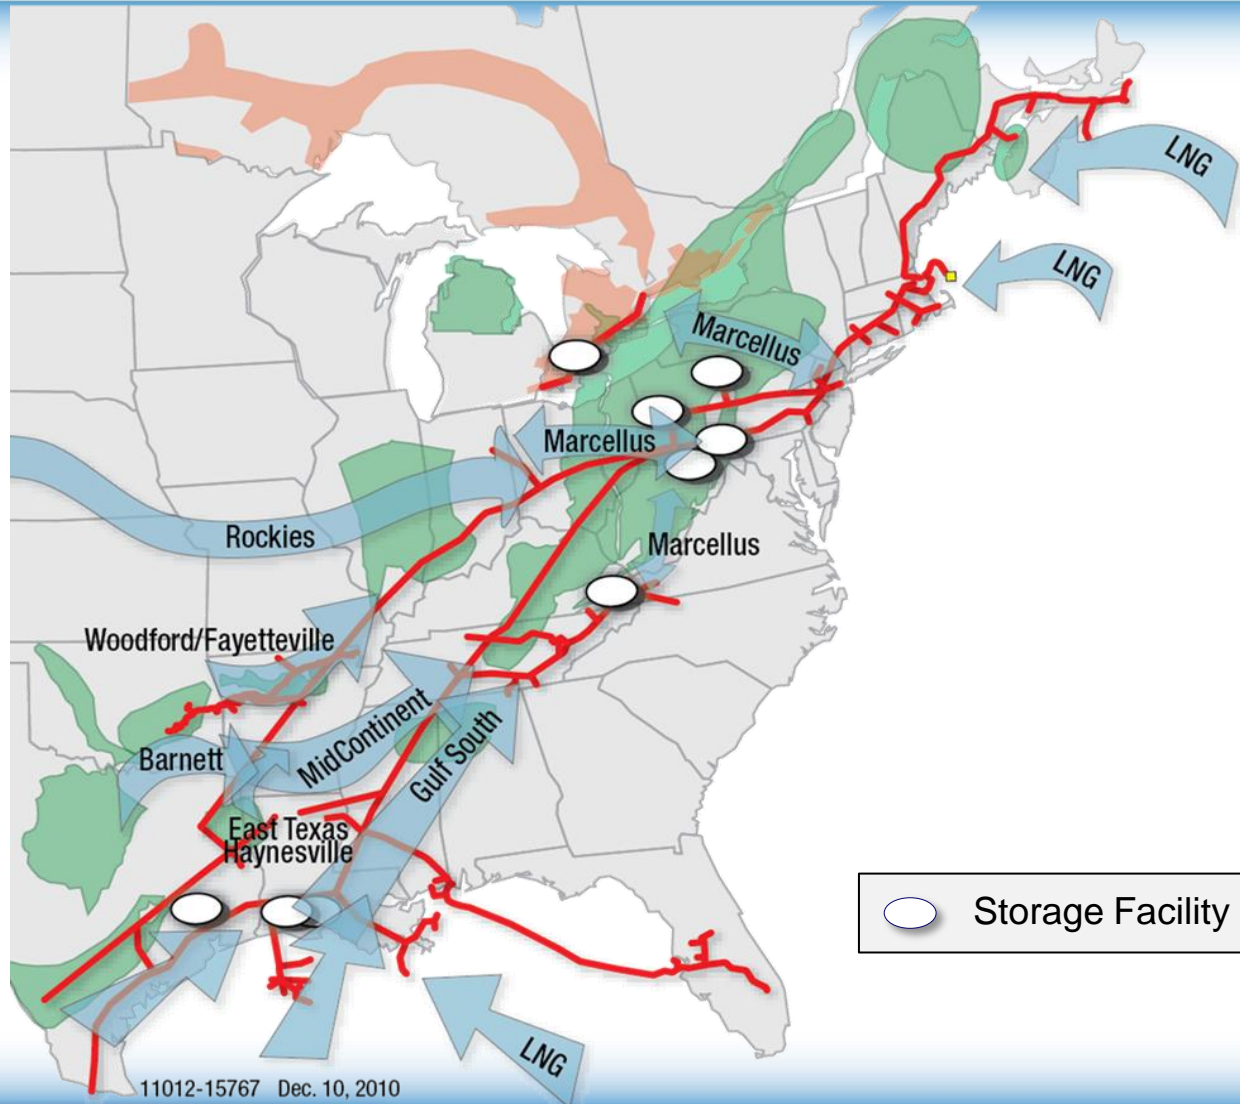 LNG
LNG
Marcellus
Marcellus
Rockies
Marcellus
Woodford/Fayetteville
MidContinent
Barnett
Gulf South
East Texas
Haynesville
Storage Facility
LNG
11012-15767 Dec. 10, 2010